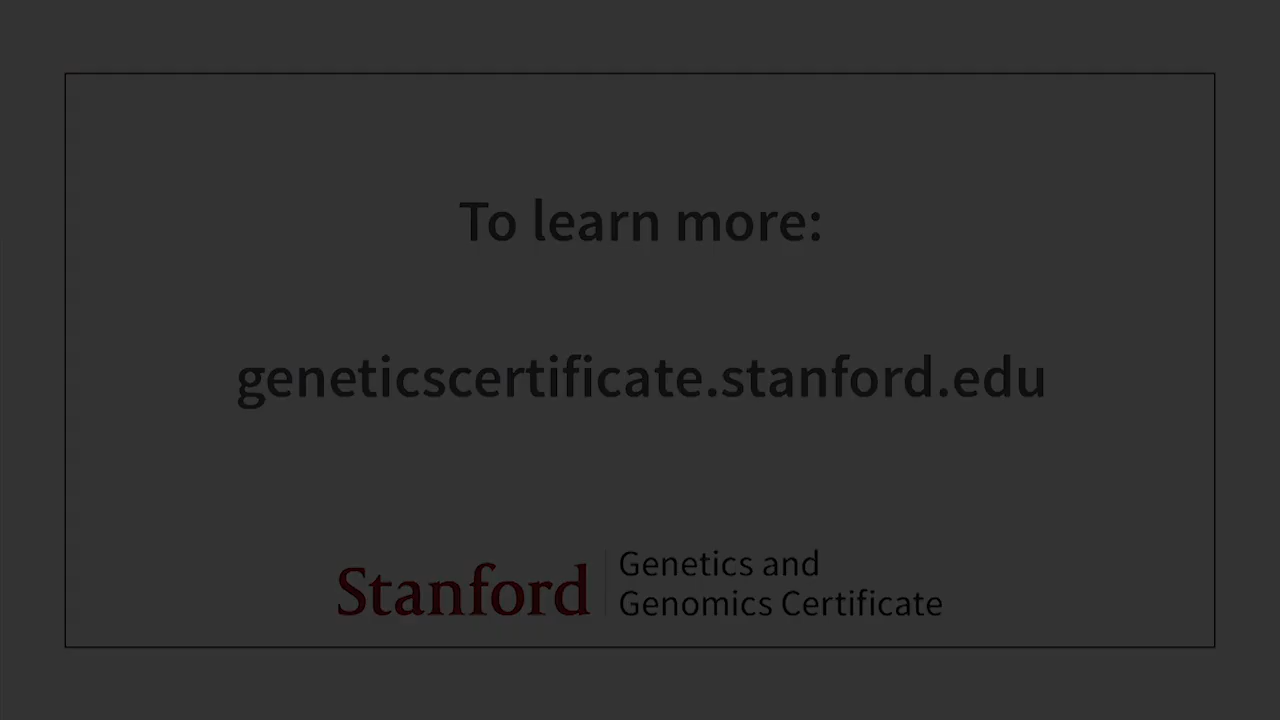 To learn more:
geneticscertificate.stanford.edu
Stanford
Genetics and
Genomics Certificate